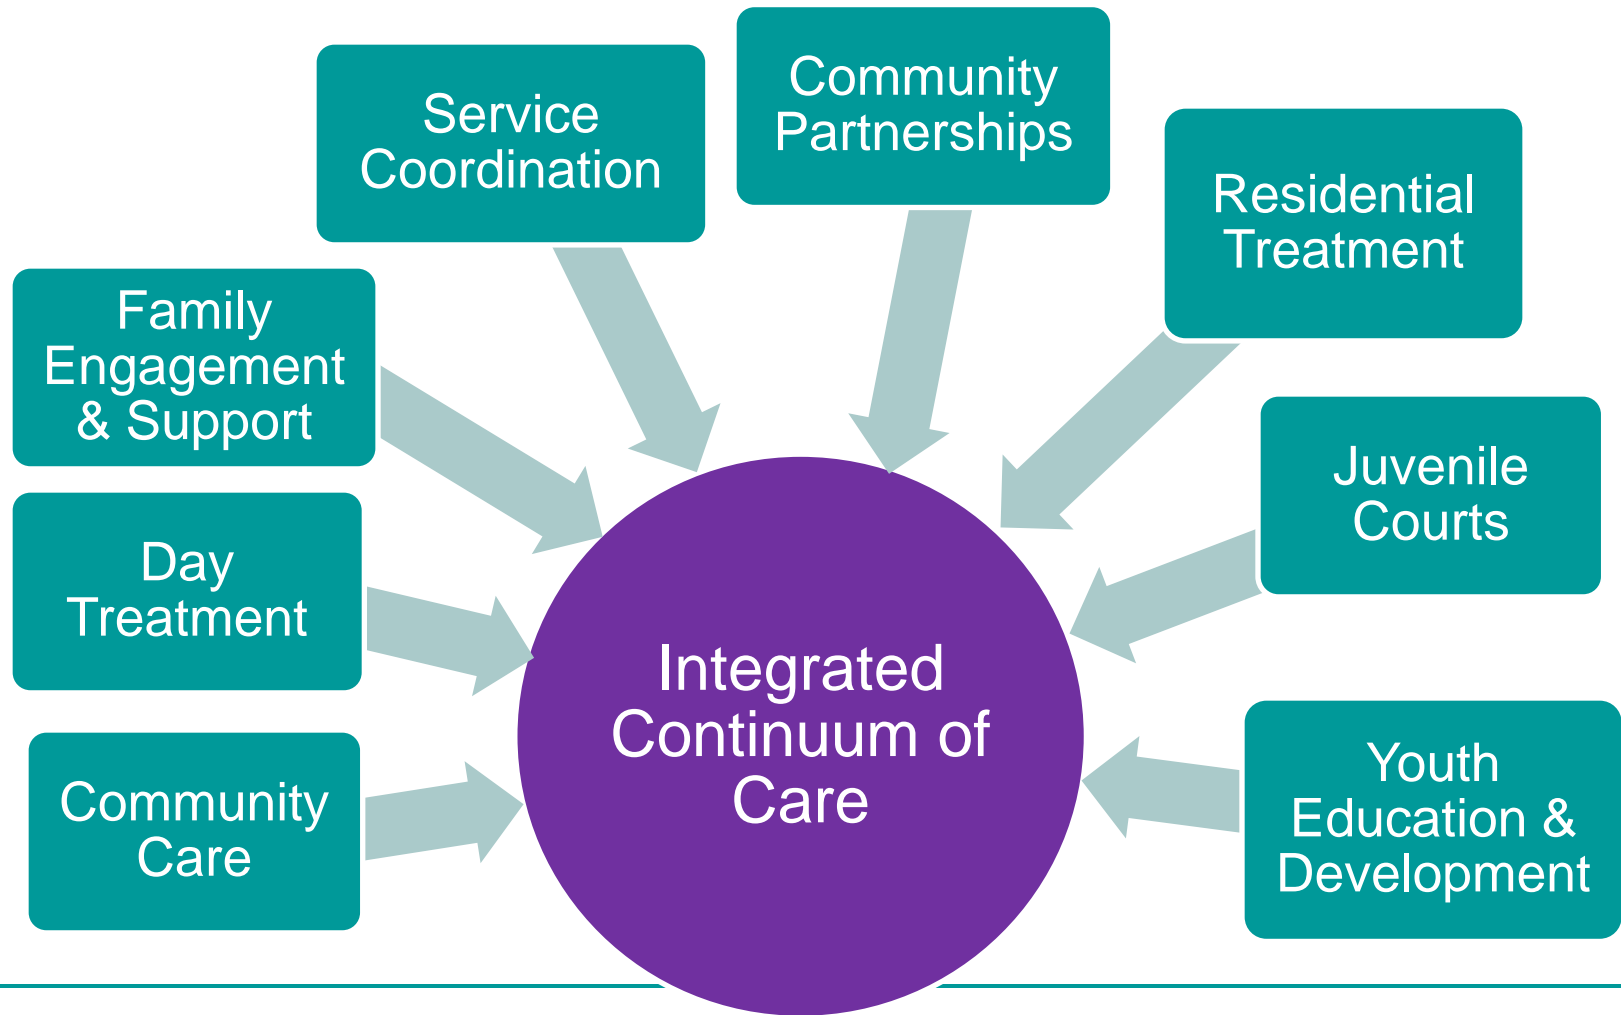 Community
Partnerships
Service
Coordination
Residential
Treatment
Family
Engagement
& Support
Juvenile
Courts
Day
Treatment
Integrated
Continuum of
Care
Community
Care
Youth
Education &
Development